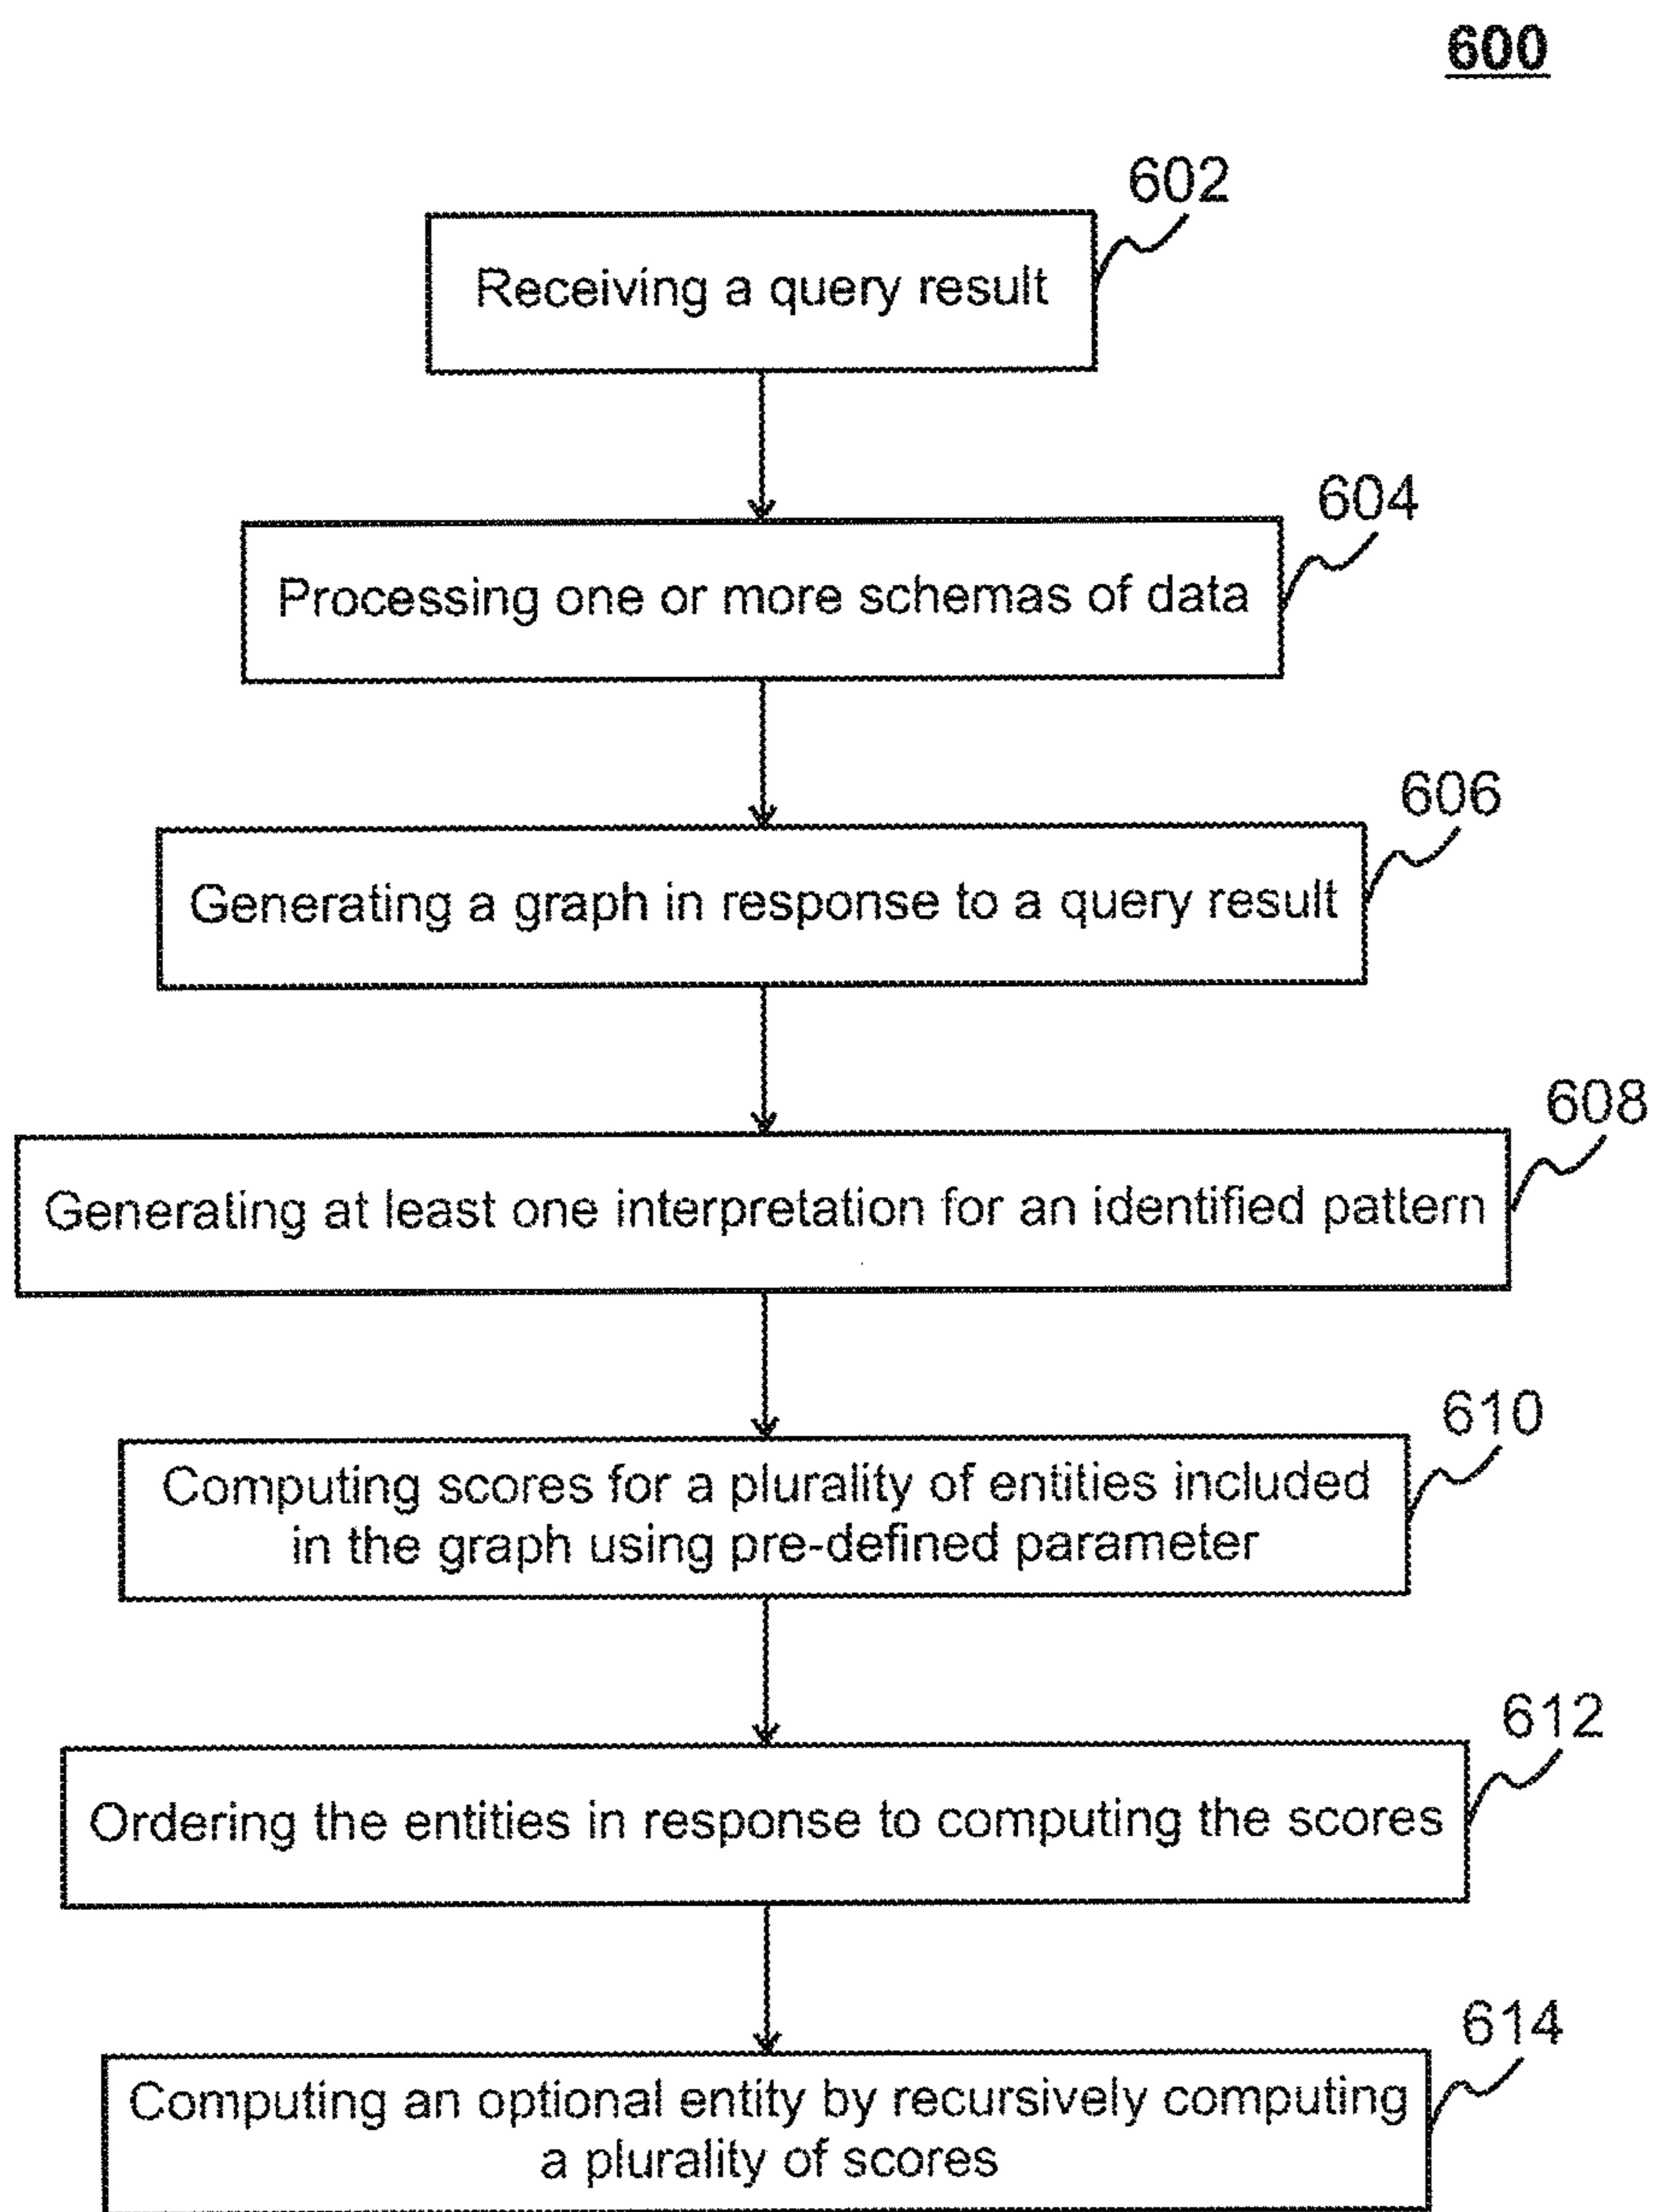 600
602
Receiving a query result
604
Processing one or more schemas of data
606
Generating a graph in response to a query result
608
Generating at least one interpretation for an identified pattern
610
Computing scores for a plurality of entities included
in the graph using pre-defined parameter
612
Ordering the entities in response to computing the scores
614
Computing an optional entity by recursively computing
a plurality of scores